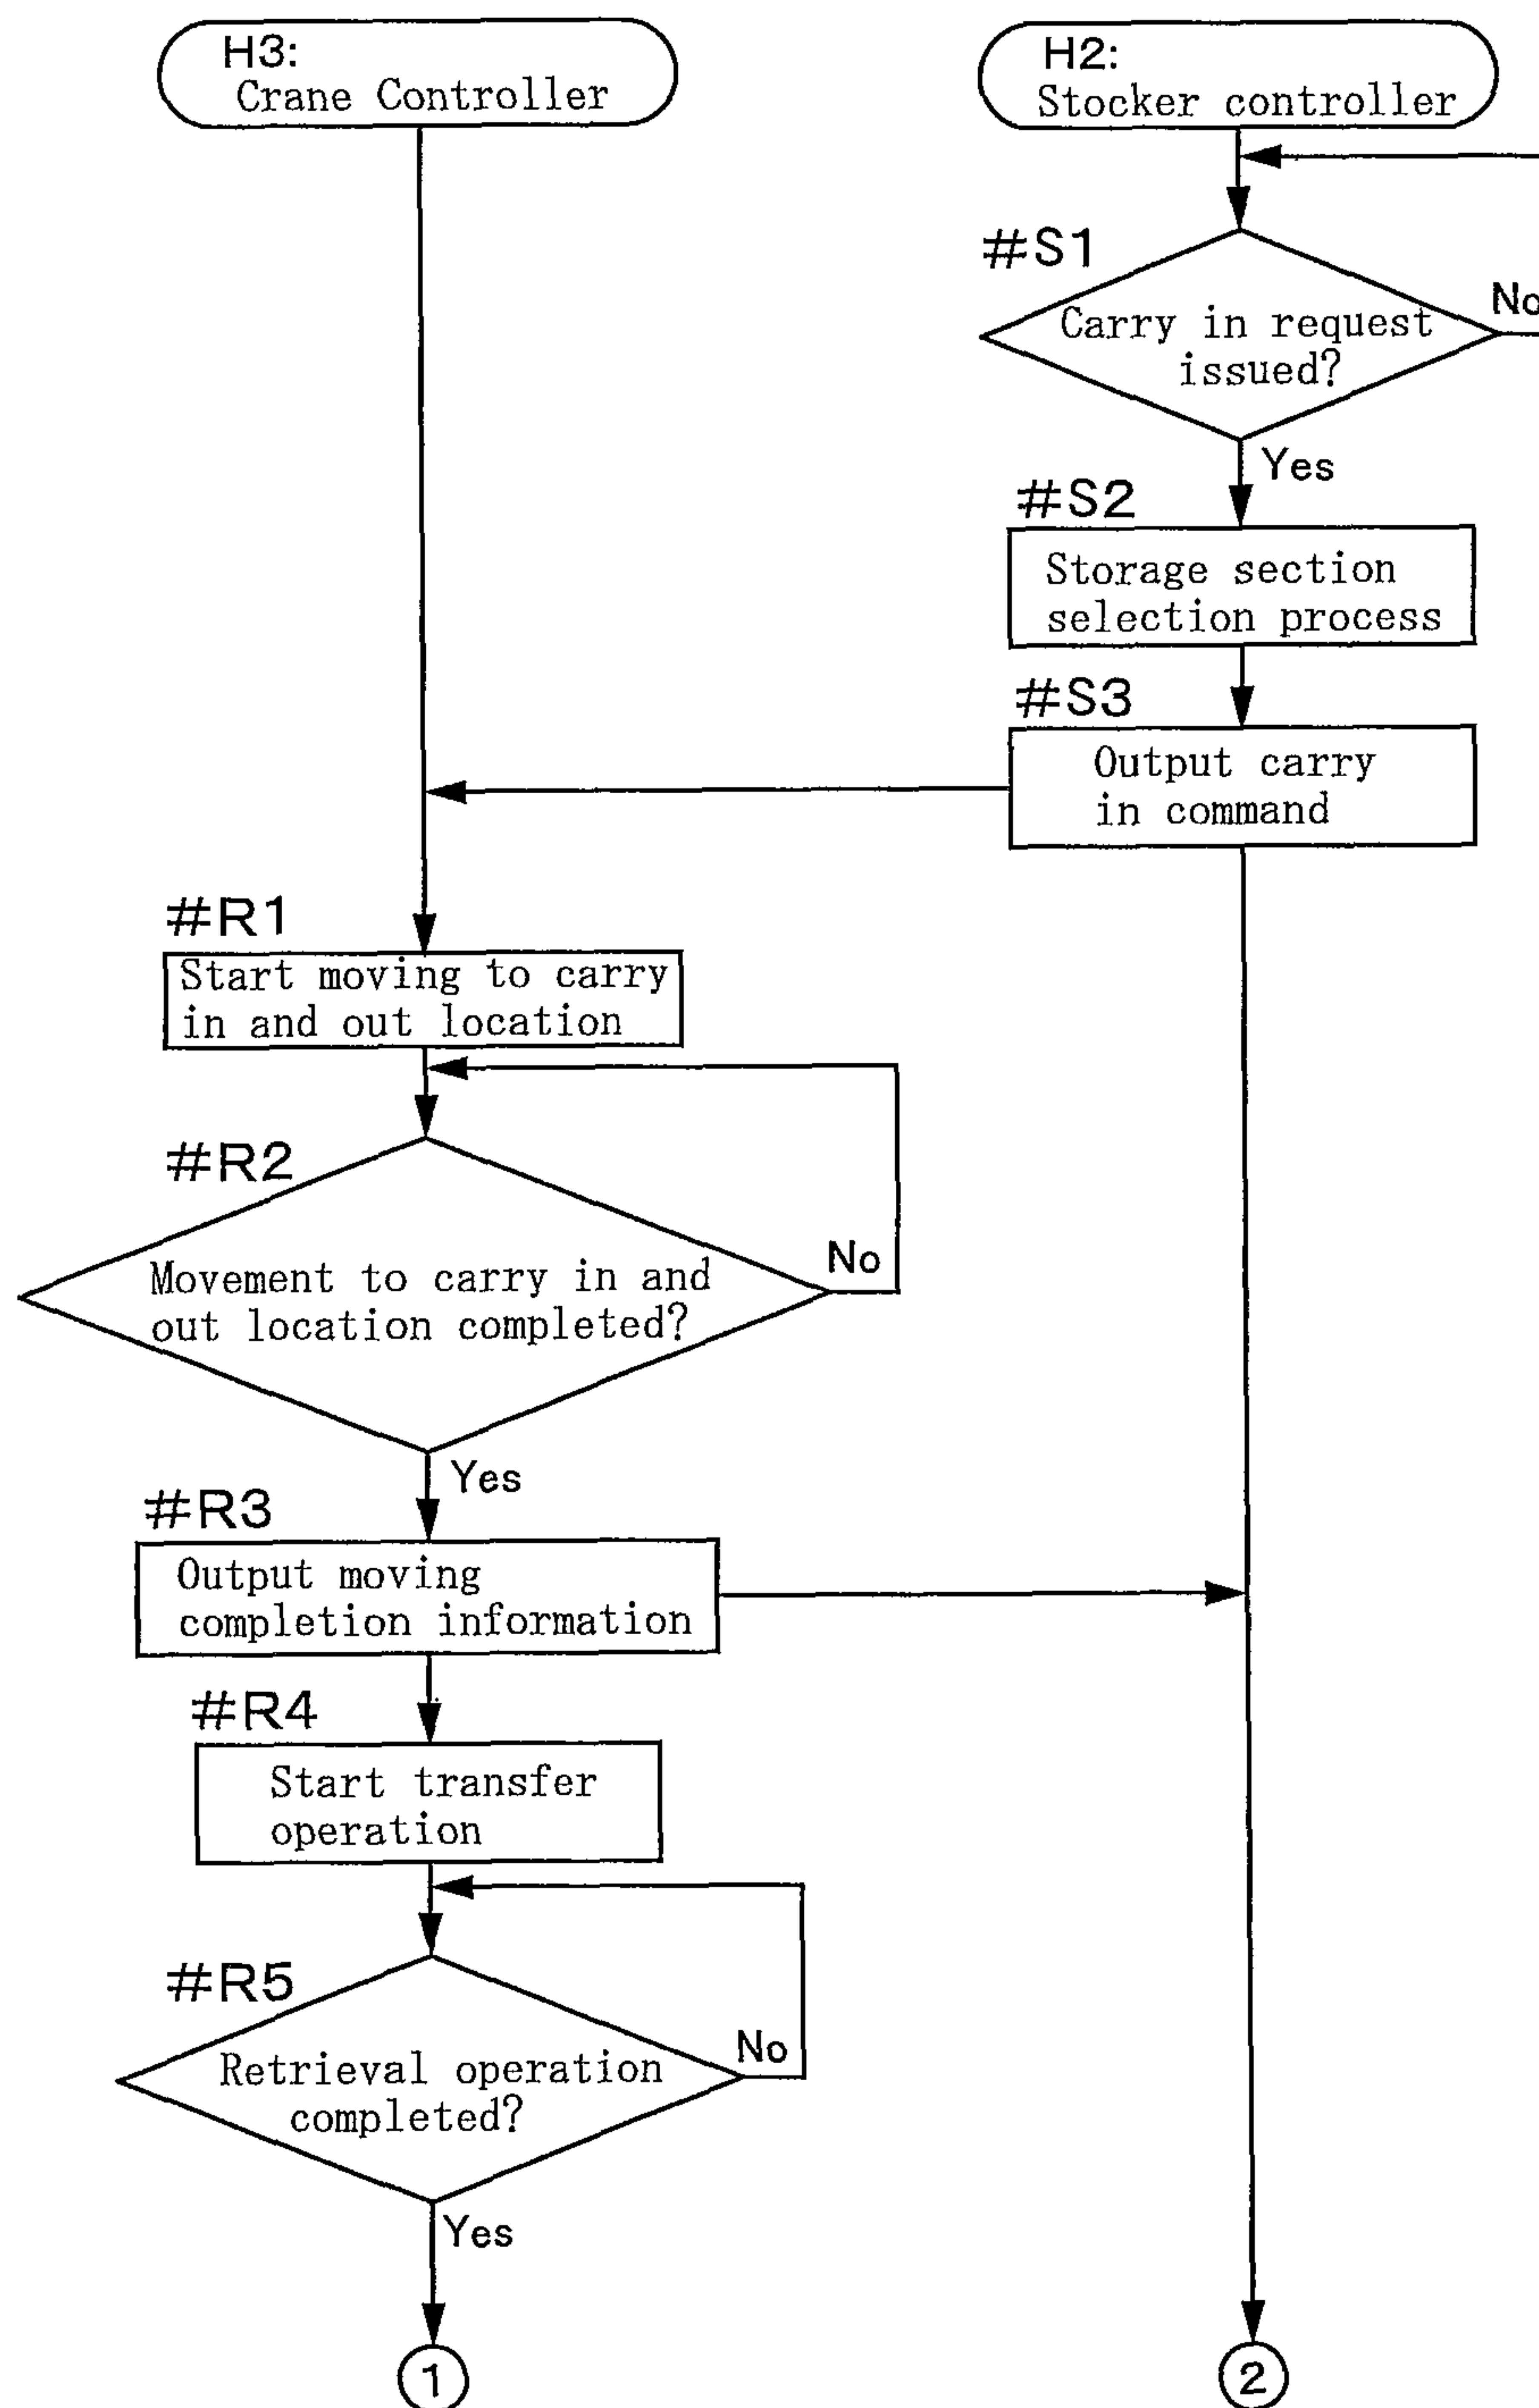 H3:
Crane Controller
H2:
Stocker controller
#S1
Carry in request
issued?
No
Yes
#S2
Storage section
selection process
#S3
Output carry
in command
#R1
Start moving to carry
in and out location
#R2
Movement to carry in and
out location completed?
No
Yes
#R3
Output moving
completion information
#R4
Start transfer
operation
#R5
Retrieval operation
completed?
No
Yes
1
2